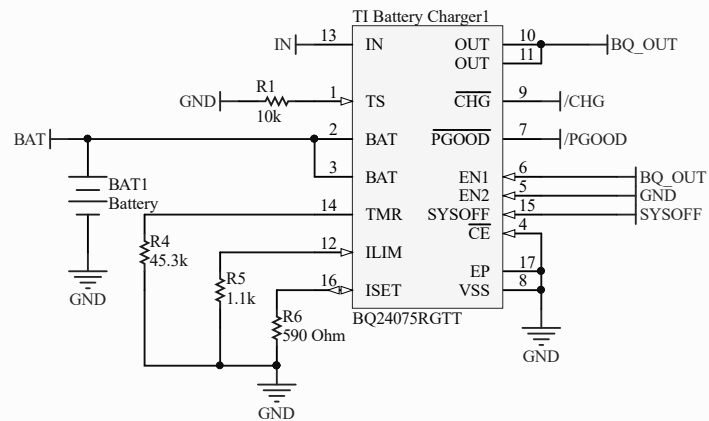 TI Battery Charger1
IN 13 IN OUT 10 BQ_OUT
OUT 11
GND R1 10k 1 TS CHG 9 /CHG
BAT 2 BAT PGOOD 7 /PGOOD
3 BAT EN1 6 BQ_OUT
EN2 5 GND
BAT1
Battery
14 TMR SYSOFF 15 SYSOFF
CE 4
R4
45.3k
12 ILIM
EP 17
R5
1.1k
16 ISET VSS 8
GND
R6
590 Ohm
BQ24075RGTT
GND
GND